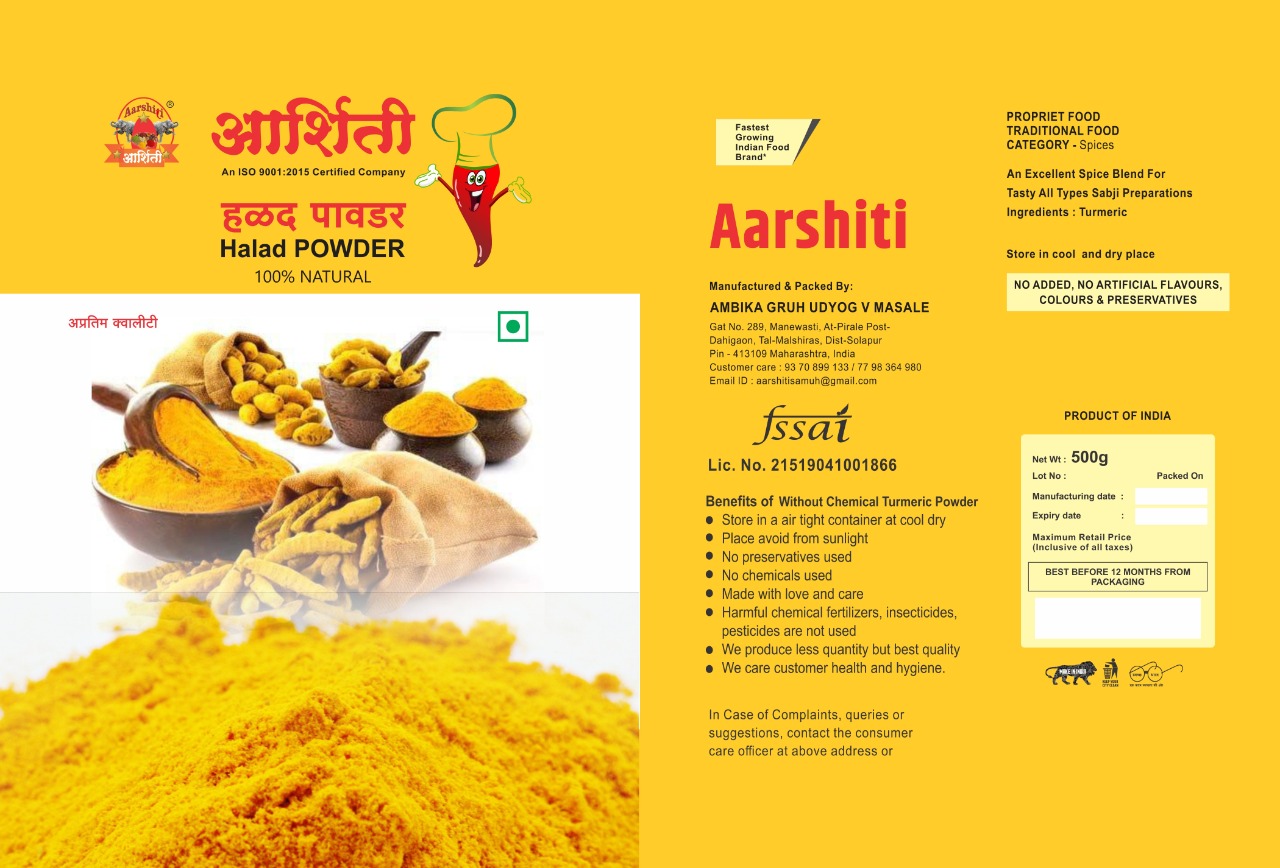 Aarshiti ®
आर्शिती
आर्शिती
An ISO 9001:2015 Certified Company
हळद पावडर
Halad POWDER
100% NATURAL
अप्रतिम क्वालीटी
Fastest
Growing
Indian Food
Brand*
Aarshiti
Manufactured & Packed By:
AMBIKA GRUH UDYOG V MASALE
Gat No. 289, Manewasti, At-Pirale Post-
Dahigaon, Tal-Malshiras, Dist-Solapur
Pin - 413109 Maharashtra, India
Customer care : 93 70 899 133 / 77 98 364 980
Email ID : aarshitisamuh@gmail.com
fssai
Lic. No. 21519041001866
Benefits of Without Chemical Turmeric Powder
● Store in a air tight container at cool dry
● Place avoid from sunlight
● No preservatives used
● No chemicals used
● Made with love and care
● Harmful chemical fertilizers, insecticides,
pesticides are not used
● We produce less quantity but best quality
● We care customer health and hygiene.
In Case of Complaints, queries or
suggestions, contact the consumer
care officer at above address or
PROPRIET FOOD
TRADITIONAL FOOD
CATEGORY - Spices
An Excellent Spice Blend For
Tasty All Types Sabji Preparations
Ingredients : Turmeric
Store in cool and dry place
NO ADDED, NO ARTIFICIAL FLAVOURS,
COLOURS & PRESERVATIVES
PRODUCT OF INDIA
Net Wt : 500g
Lot No : Packed On
Manufacturing date :
Expiry date :
Maximum Retail Price
(Inclusive of all taxes)
BEST BEFORE 12 MONTHS FROM
PACKAGING
MAKE IN INDIA
KEEP YOUR
CITY CLEAN